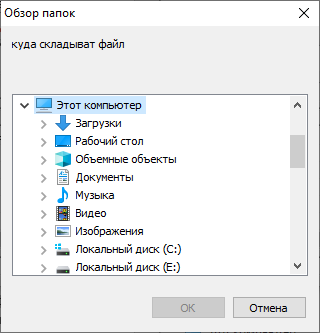 Обзор папок
куда складыват файл
Этот компьютер
Загрузки
Рабочий стол
Объемные объекты
Документы
Музыка
Видео
Изображения
Локальный диск (C:)
Локальный диск (E:)
ОК
Отмена